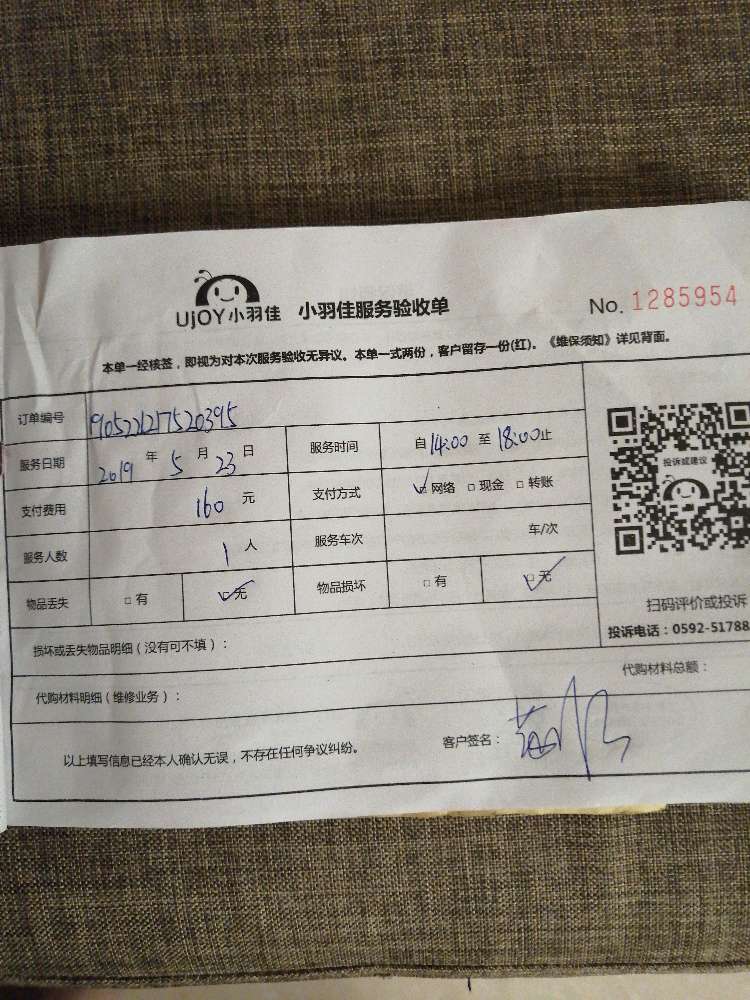 UjOY小羽佳 小羽佳服务验收单 No. 1285954
本单一经核签，即视为对本次服务验收无异议。本单一式两份，客户留存一份(红)。《维保须知》详见背面。
订单编号 905221217520395
服务日期 2019 年 5 月 23 日 服务时间 自 14:00 至 18:00 止
支付费用 160 元 支付方式 ☑网络 □现金 □转账
服务人数 1 人 服务车次 车/次
物品丢失 □有 ☑无 物品损坏 □有 ☑无
投诉或建议
扫码评价或投诉
投诉电话：0592-51788
损坏或丢失物品明细（没有可不填）：
代购材料明细（维修业务）： 代购材料总额：
以上填写信息已经本人确认无误，不存在任何争议纠纷。 客户签名：